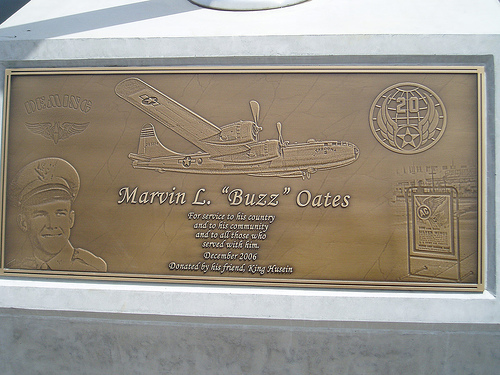 DEMING
20
Marvin L. "Buzz" Oates
For service to his country
and to his community
and to all those who
served with him.
December 2006
Donated by his friend, King Husein